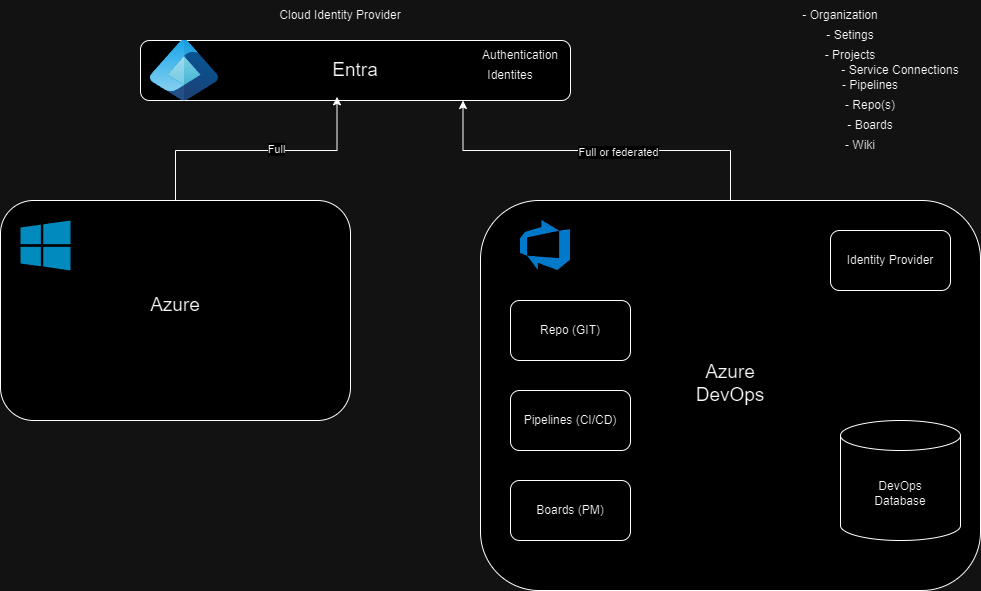 Cloud Identity Provider
- Organization
- Setings
- Projects
- Service Connections
- Pipelines
- Repo(s)
- Boards
- Wiki
Entra
Authentication
Identites
Full
Full or federated
Azure
Identity Provider
Repo (GIT)
Azure
DevOps
Pipelines (CI/CD)
Boards (PM)
DevOps
Database